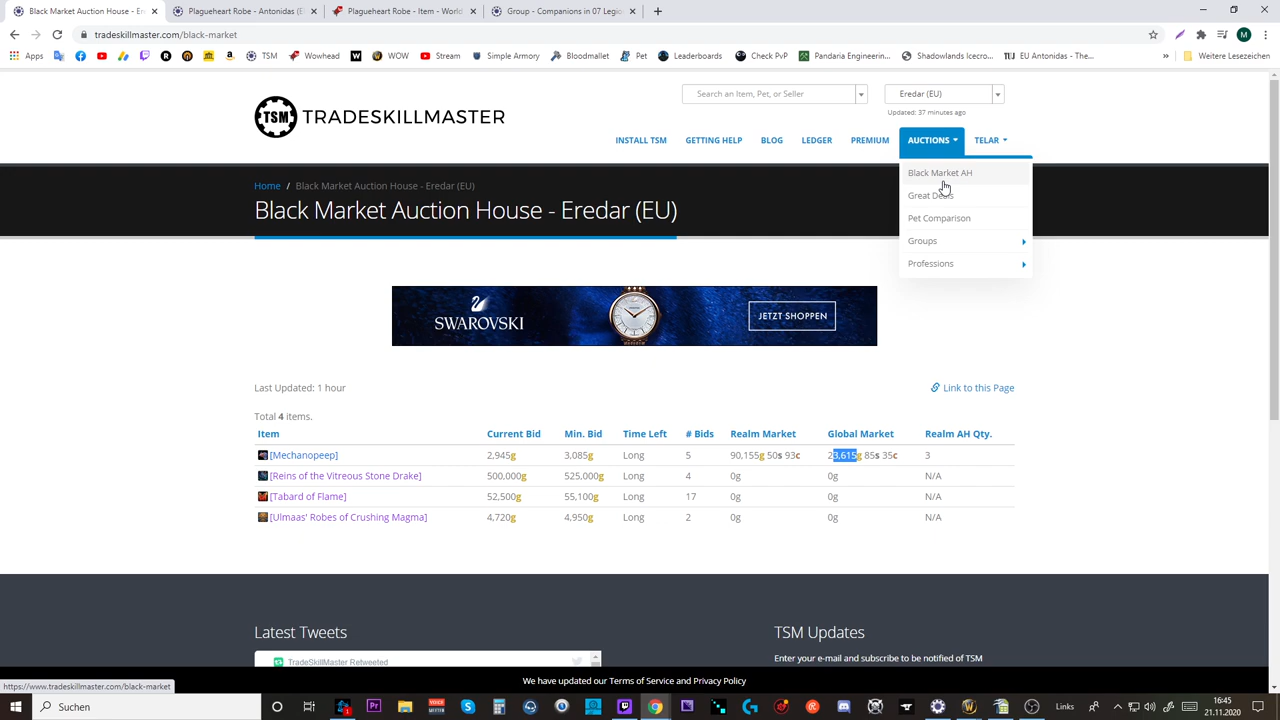 Black Market Auction House - Ere
Plagueheart Robe - Antonidas (E
Plagueheart Robe - Item - World
Group - Companions in 07 Legio
tradeskillmaster.com/black-market
M
Apps
TSM
Wowhead
WOW
Stream
Simple Armory
Bloodmallet
Pet
Leaderboards
Check PvP
Pandaria Engineerin...
Shadowlands Icecro...
TUJ EU Antonidas - The...
»
Weitere Lesezeichen
TSM TRADESKILLMASTER
Search an Item, Pet, or Seller
Eredar (EU)
Updated: 37 minutes ago
INSTALL TSM GETTING HELP BLOG LEDGER PREMIUM AUCTIONS TELAR
Black Market AH
Great Deals
Pet Comparison
Groups
Professions
Home / Black Market Auction House - Eredar (EU)
Black Market Auction House - Eredar (EU)
SWAROVSKI
JETZT SHOPPEN
Last Updated: 1 hour
Link to this Page
Total 4 items.
Item Current Bid Min. Bid Time Left # Bids Realm Market Global Market Realm AH Qty.
[Mechanopeep] 2,945g 3,085g Long 5 90,155g 50s 93c 23,615g 85s 35c 3
[Reins of the Vitreous Stone Drake] 500,000g 525,000g Long 4 0g 0g N/A
[Tabard of Flame] 52,500g 55,100g Long 17 0g 0g N/A
[Ulmaas' Robes of Crushing Magma] 4,720g 4,950g Long 2 0g 0g N/A
Latest Tweets
TSM Updates
TradeSkillMaster Retweeted
Enter your e-mail and subscribe to be notified of TSM
We have updated our Terms of Service and Privacy Policy
https://www.tradeskillmaster.com/black-market
Suchen
Links
16:45
21.11.2020